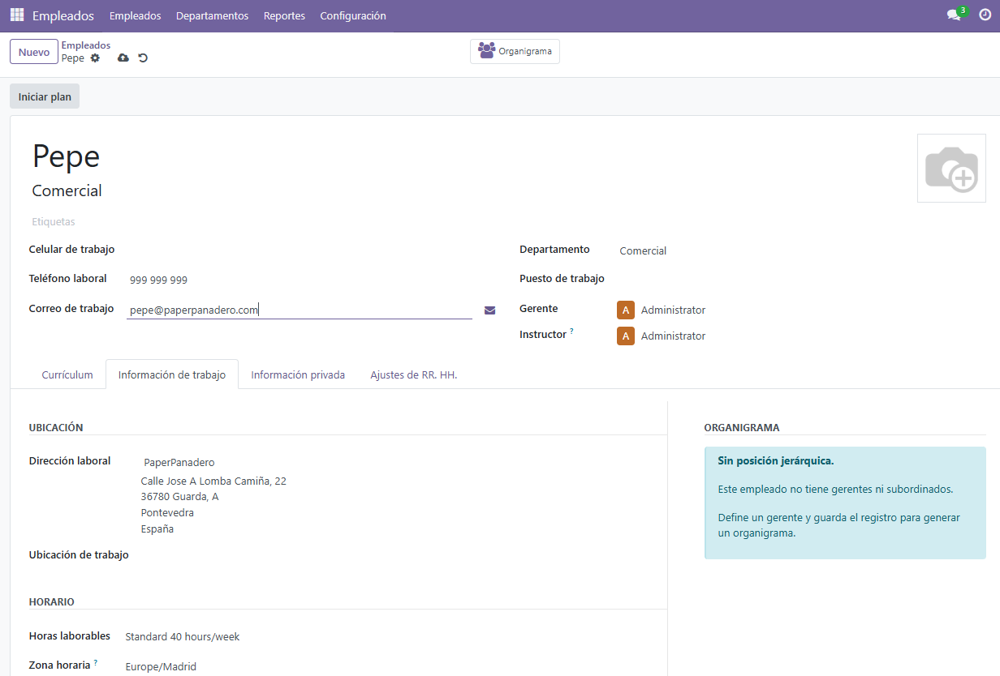 Empleados Empleados Departamentos Reportes Configuración 3
Nuevo Empleados
Pepe
Organigrama
Iniciar plan
Pepe
Comercial
Etiquetas
Celular de trabajo
Teléfono laboral 999 999 999
Correo de trabajo pepe@paperpanadero.com
Departamento Comercial
Puesto de trabajo
Gerente A Administrator
Instructor ? A Administrator
Currículum Información de trabajo Información privada Ajustes de RR. HH.
UBICACIÓN
Dirección laboral PaperPanadero
Calle Jose A Lomba Camiña, 22
36780 Guarda, A
Pontevedra
España
Ubicación de trabajo
HORARIO
Horas laborables Standard 40 hours/week
Zona horaria ? Europe/Madrid
ORGANIGRAMA
Sin posición jerárquica.
Este empleado no tiene gerentes ni subordinados.
Define un gerente y guarda el registro para generar
un organigrama.